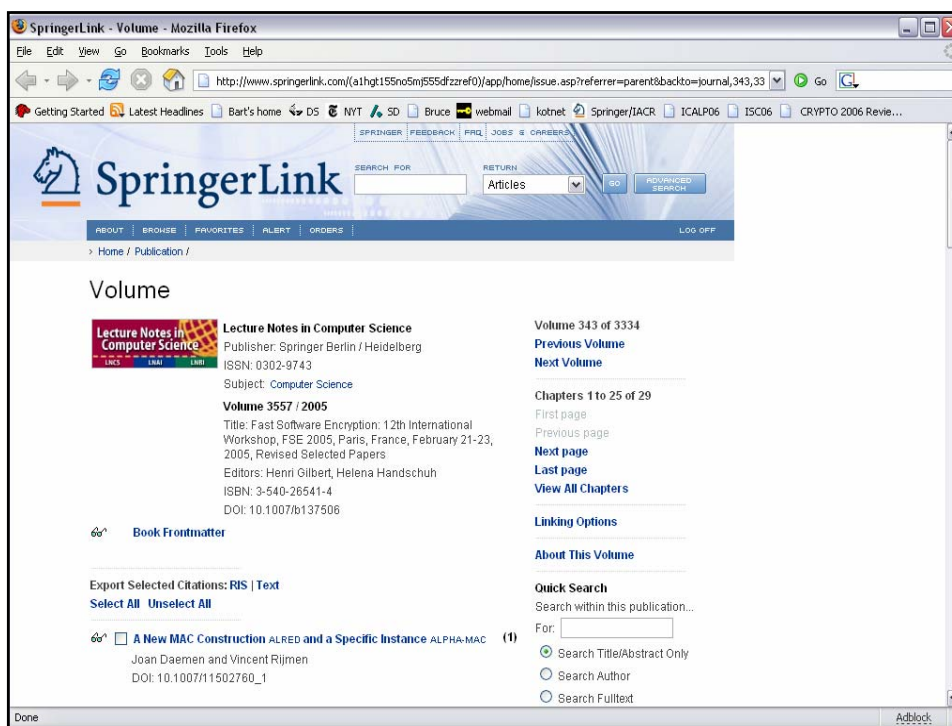 SpringerLink - Volume - Mozilla Firefox
File Edit View Go Bookmarks Tools Help
http://www.springerlink.com/(a1hgt155no5mj555dfzzref0)/app/home/issue.asp?referrer=parent&backto=journal,343,33
Go
Getting Started Latest Headlines Bart's home DS NYT SD Bruce webmail kotnet Springer/IACR ICALP06 ISC06 CRYPTO 2006 Revie...
SPRINGER FEEDBACK FAQ JOBS & CAREERS
SpringerLink
SEARCH FOR
RETURN
Articles
GO
ADVANCED SEARCH
ABOUT BROWSE FAVORITES ALERT ORDERS
LOG OFF
> Home / Publication /
Volume
Lecture Notes in
Computer Science
LNCS LNAI LNBI
Lecture Notes in Computer Science
Publisher: Springer Berlin / Heidelberg
ISSN: 0302-9743
Subject: Computer Science
Volume 3557 / 2005
Title: Fast Software Encryption: 12th International
Workshop, FSE 2005, Paris, France, February 21-23,
2005, Revised Selected Papers
Editors: Henri Gilbert, Helena Handschuh
ISBN: 3-540-26541-4
DOI: 10.1007/b137506
Book Frontmatter
Export Selected Citations: RIS | Text
Select All Unselect All
A New MAC Construction ALRED and a Specific Instance ALPHA-MAC (1)
Joan Daemen and Vincent Rijmen
DOI: 10.1007/11502760_1
Volume 343 of 3334
Previous Volume
Next Volume
Chapters 1 to 25 of 29
First page
Previous page
Next page
Last page
View All Chapters
Linking Options
About This Volume
Quick Search
Search within this publication...
For:
Search Title/Abstract Only
Search Author
Search Fulltext
Done
Adblock